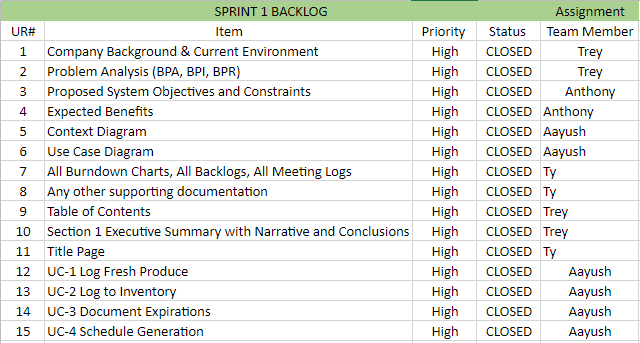 SPRINT 1 BACKLOG Assignment
UR# Item Priority Status Team Member
1 Company Background & Current Environment High CLOSED Trey
2 Problem Analysis (BPA, BPI, BPR) High CLOSED Trey
3 Proposed System Objectives and Constraints High CLOSED Anthony
4 Expected Benefits High CLOSED Anthony
5 Context Diagram High CLOSED Aayush
6 Use Case Diagram High CLOSED Aayush
7 All Burndown Charts, All Backlogs, All Meeting Logs High CLOSED Ty
8 Any other supporting documentation High CLOSED Ty
9 Table of Contents High CLOSED Trey
10 Section 1 Executive Summary with Narrative and Conclusions High CLOSED Trey
11 Title Page High CLOSED Ty
12 UC-1 Log Fresh Produce High CLOSED Aayush
13 UC-2 Log to Inventory High CLOSED Aayush
14 UC-3 Document Expirations High CLOSED Aayush
15 UC-4 Schedule Generation High CLOSED Aayush